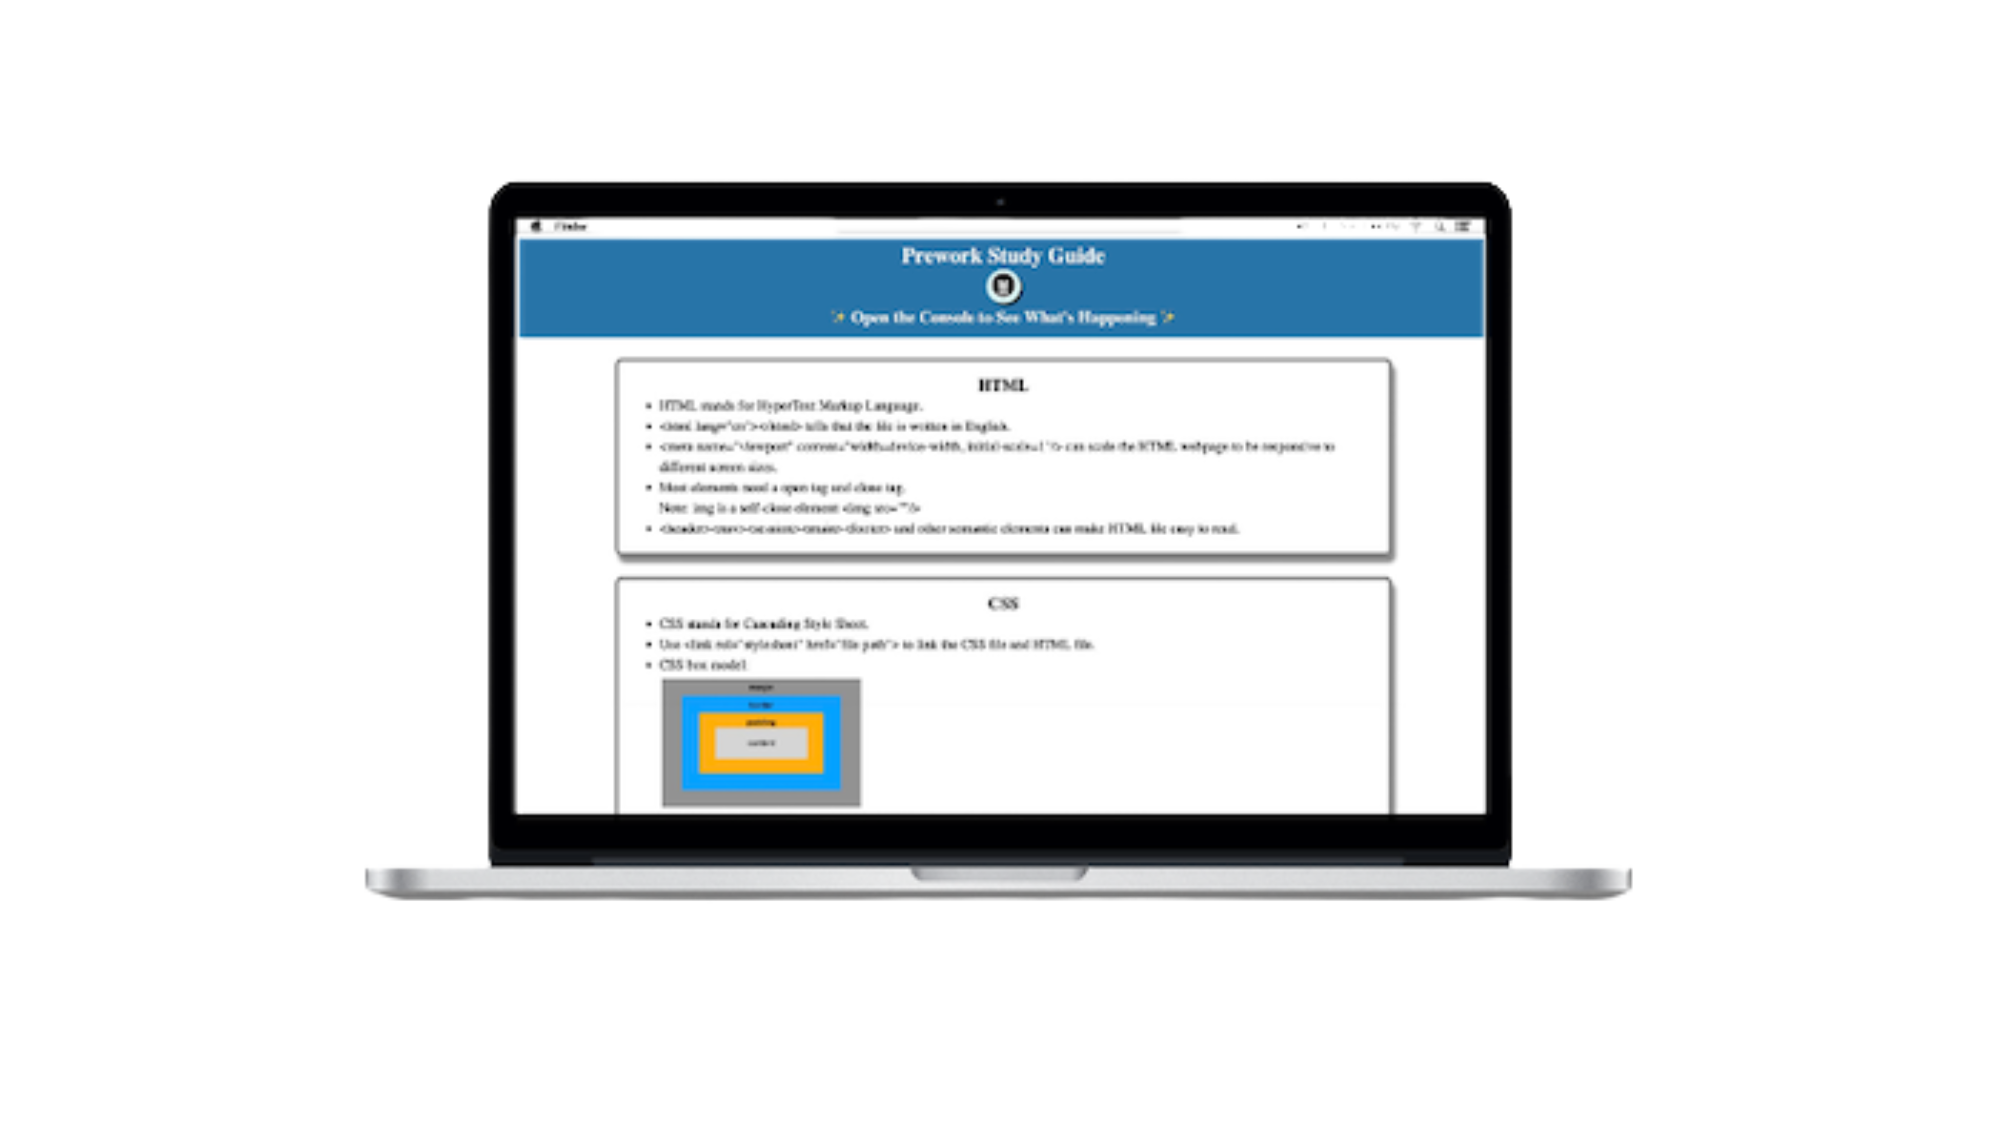 Finder
Prework Study Guide
✨ Open the Console to See What's Happening ✨
HTML
• HTML stands for HyperText Markup Language.
• <html lang="en"><html> tells that the file is written in English.
• <meta name="viewport" content="width=device-width, initial-scale=1"/> can scale the HTML webpage to be responsive to
different screen sizes.
• Most elements need a open tag and close tag.
Note: img is a self-close element <img src=""/>
• <header><nav> and other semantic elements can make HTML file easy to read.
CSS
• CSS stands for Cascading Style Sheet.
• Use <link rel="stylesheet" href="file path"> to link the CSS file and HTML file.
• CSS box model:
margin
border
padding
content